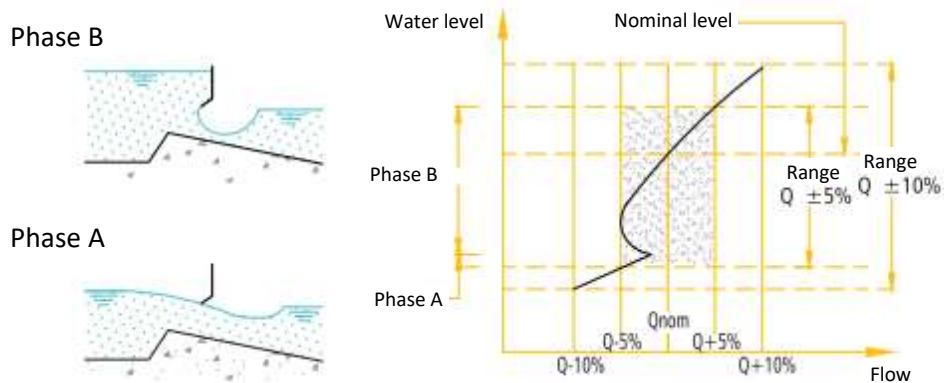 Phase B
Phase A
Water level
Nominal level
Phase B
Range
Q ±5%
Range
Q ±10%
Phase A
Qnom
Q-5%
Q+5%
Q-10%
Q+10%
Flow